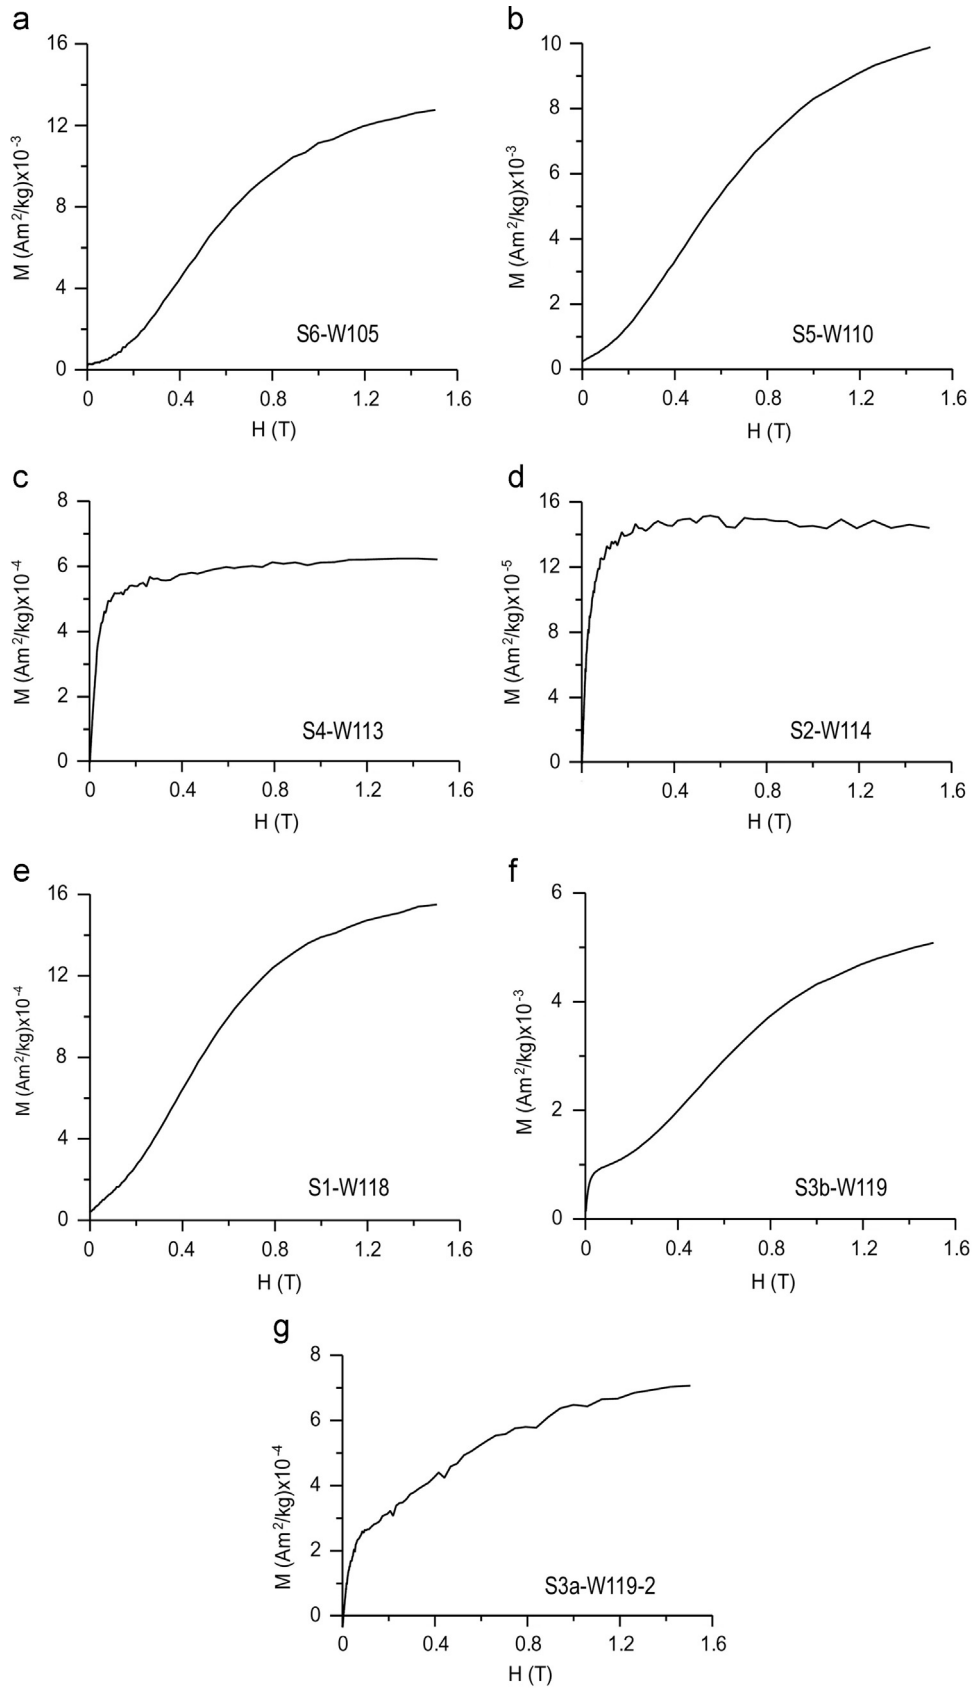 a
b
16
12
8
4
0
M (Am²/kg)x10⁻³
S6-W105
0 0.4 0.8 1.2 1.6
H (T)
10
8
6
4
2
0
M (Am²/kg)x10⁻³
S5-W110
0 0.4 0.8 1.2 1.6
H (T)
c
d
8
6
4
2
0
M (Am²/kg)x10⁻⁴
S4-W113
0 0.4 0.8 1.2 1.6
H (T)
16
12
8
4
0
M (Am²/kg)x10⁻⁵
S2-W114
0.4 0.8 1.2 1.6
H (T)
e
f
16
12
8
4
0
M (Am²/kg)x10⁻⁴
S1-W118
0 0.4 0.8 1.2 1.6
H (T)
6
4
2
0
M (Am²/kg)x10⁻³
S3b-W119
0 0.4 0.8 1.2 1.6
H (T)
g
8
6
4
2
0
M (Am²/kg)x10⁻⁴
S3a-W119-2
0 0.4 0.8 1.2 1.6
H (T)